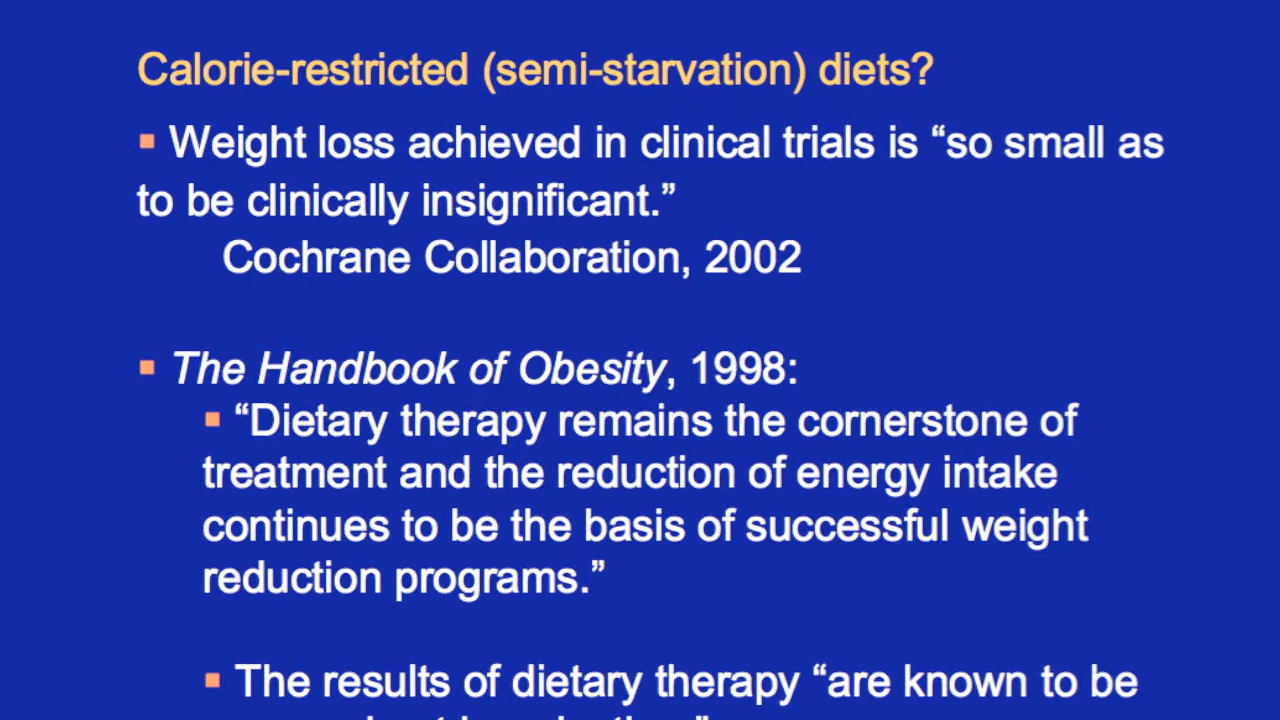 Calorie-restricted (semi-starvation) diets?
▪ Weight loss achieved in clinical trials is “so small as
to be clinically insignificant.”
Cochrane Collaboration, 2002
▪ The Handbook of Obesity, 1998:
▪ “Dietary therapy remains the cornerstone of
treatment and the reduction of energy intake
continues to be the basis of successful weight
reduction programs.”
▪ The results of dietary therapy “are known to be